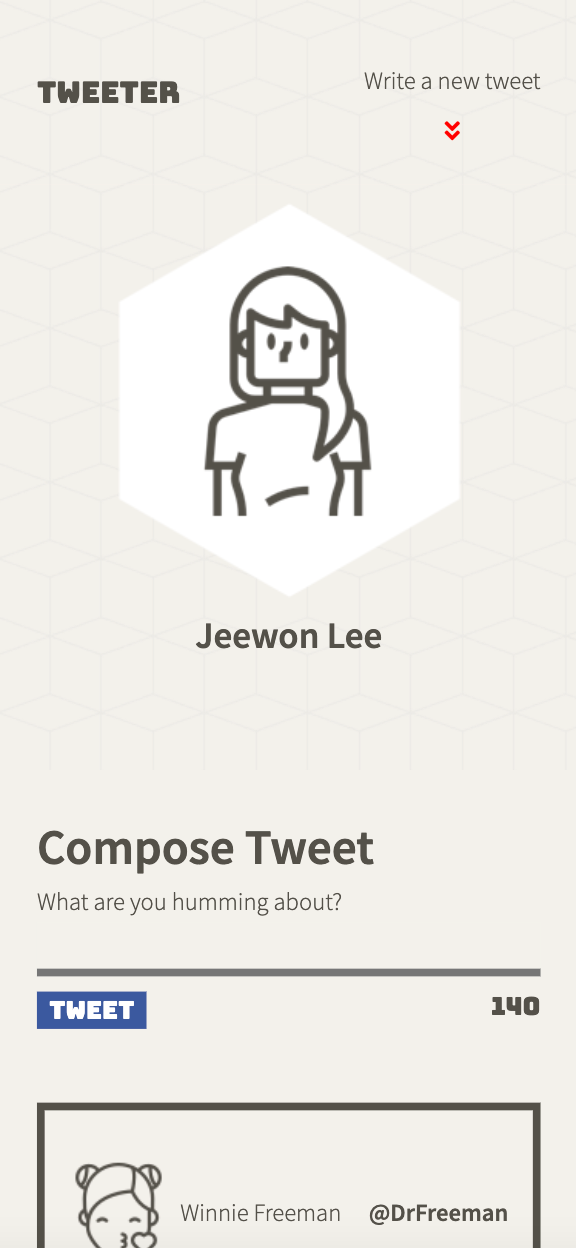 TWEETER
Write a new tweet
Jeewon Lee
Compose Tweet
What are you humming about?
TWEET
140
Winnie Freeman
@DrFreeman